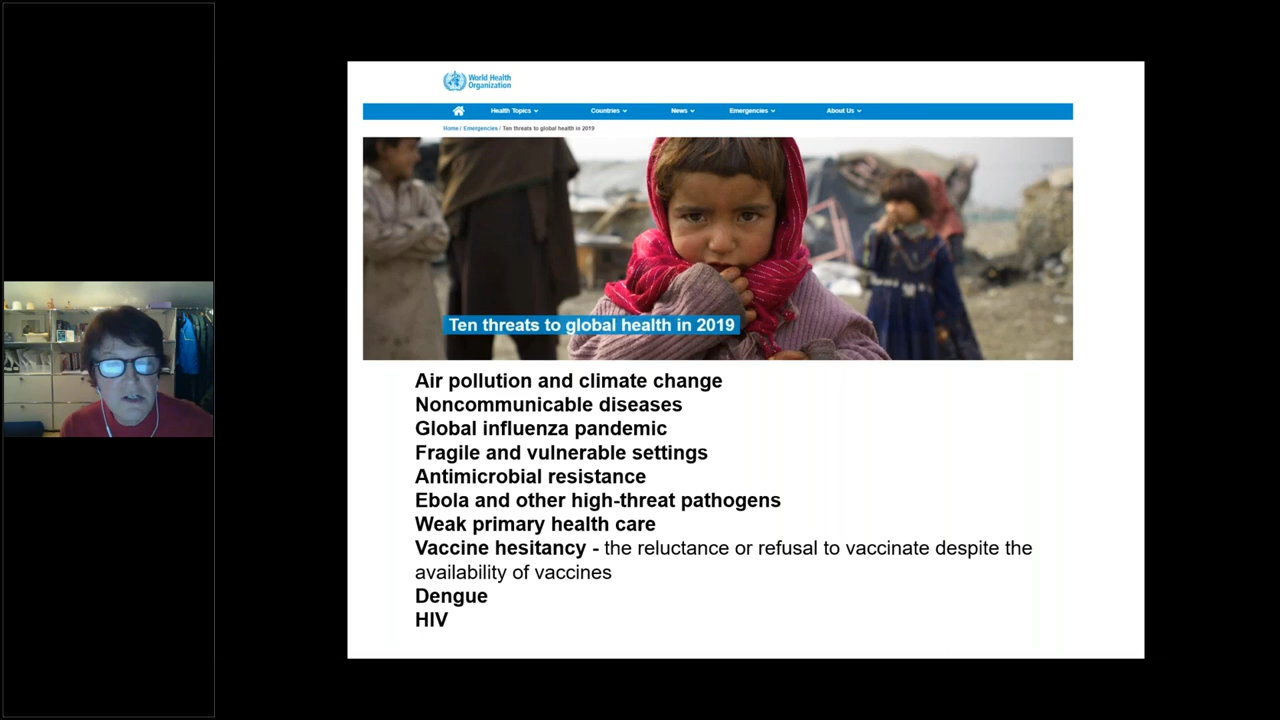 World Health
Organization
Health Topics
Countries
News
Emergencies
About Us
Home / Emergencies / Ten threats to global health in 2019
Ten threats to global health in 2019
Air pollution and climate change
Noncommunicable diseases
Global influenza pandemic
Fragile and vulnerable settings
Antimicrobial resistance
Ebola and other high-threat pathogens
Weak primary health care
Vaccine hesitancy - the reluctance or refusal to vaccinate despite the
availability of vaccines
Dengue
HIV